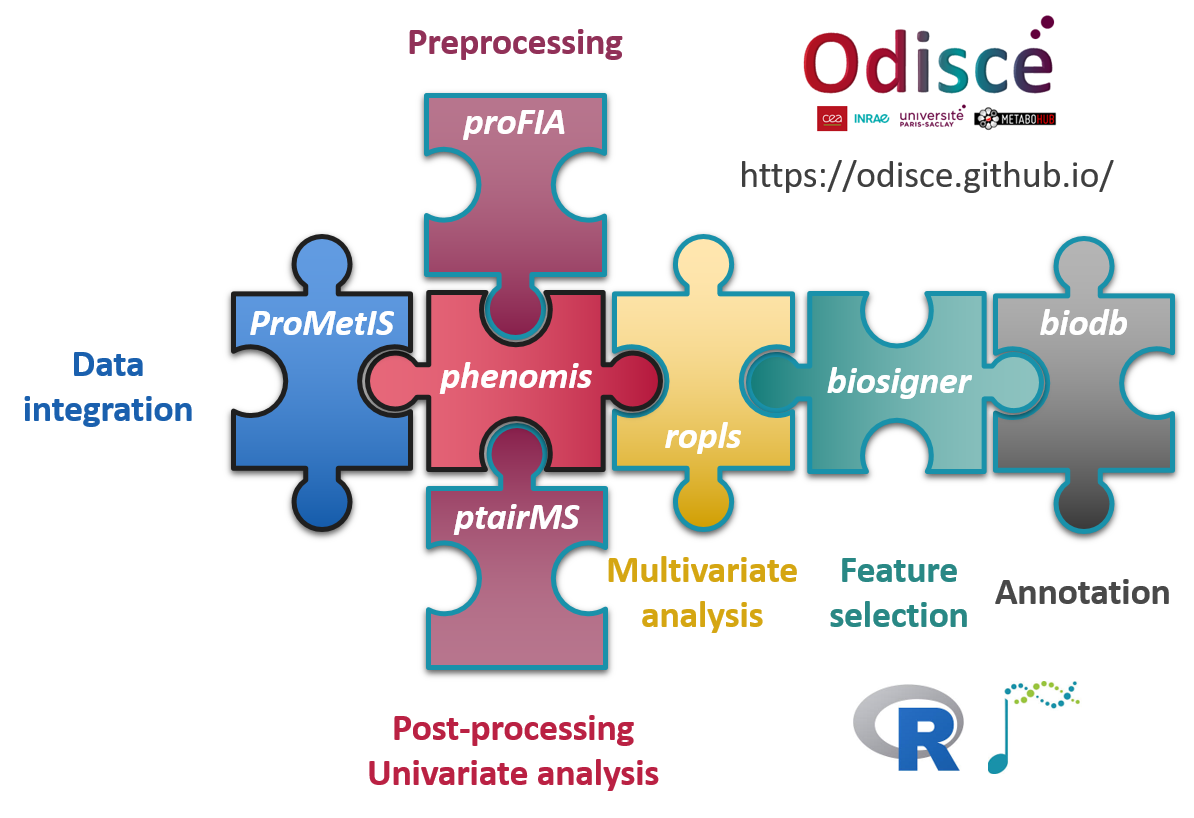 Preprocessing
Odisce
cea
INRAE
université
PARIS-SACLAY
METABOHUB
https://odisce.github.io/
proFIA
ProMetIS
phenomis
ropls
biosigner
biodb
ptairMS
Data
integration
Multivariate
analysis
Feature
selection
Annotation
Post-processing
Univariate analysis
R